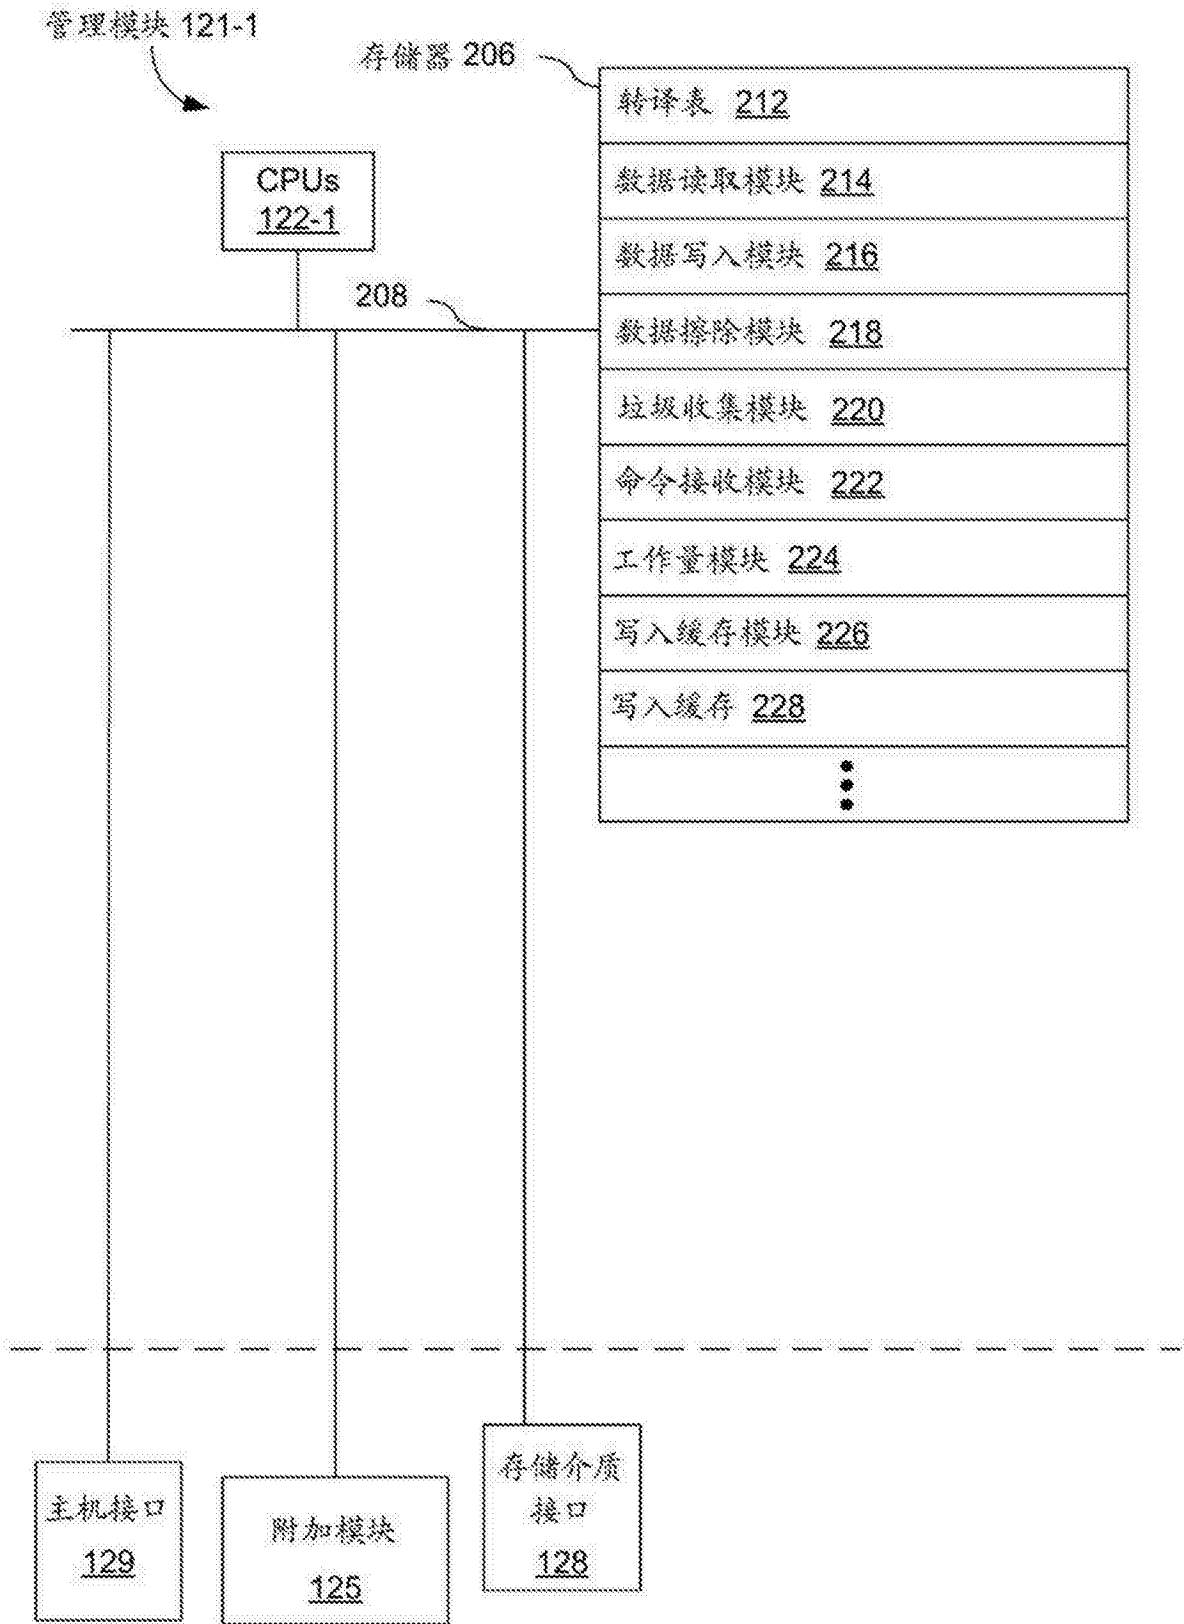 管理模块 121-1
存储器 206
转译表 212
数据读取模块 214
CPUs
122-1
数据写入模块 216
208
数据擦除模块 218
垃圾收集模块 220
命令接收模块 222
工作量模块 224
写入缓存模块 226
写入缓存 228
主机接口
129
附加模块
125
存储介质
接口
128